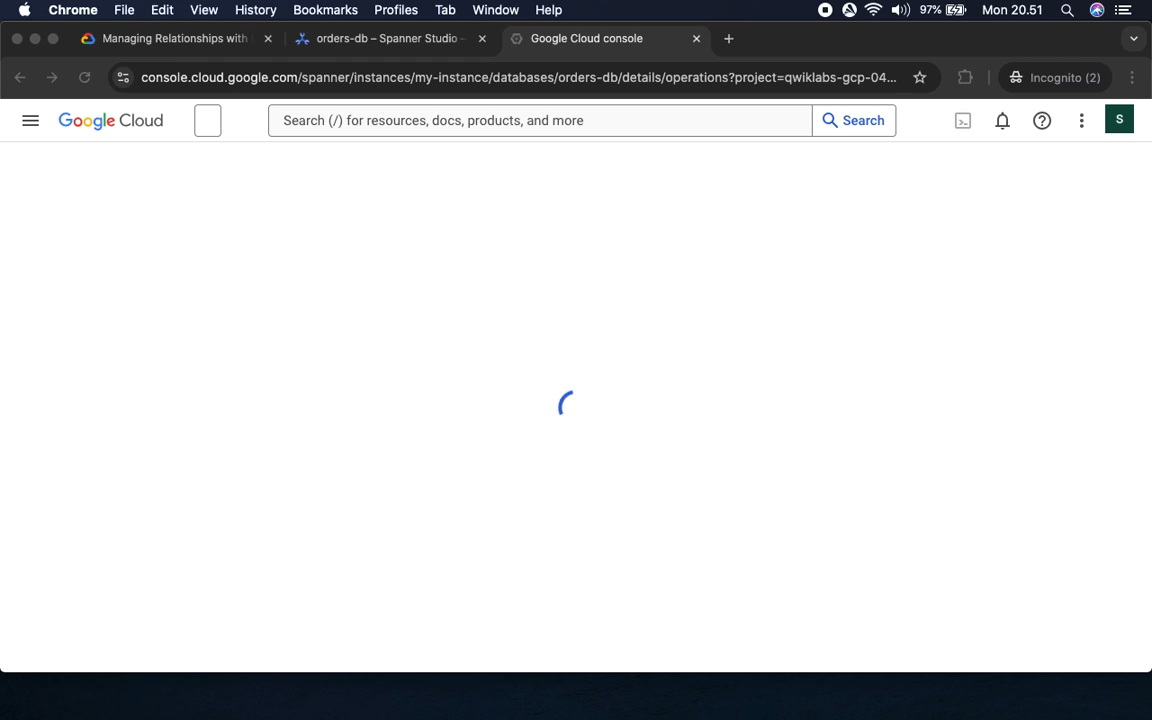 Chrome File Edit View History Bookmarks Profiles Tab Window Help 97% Mon 20.51
Managing Relationships with orders-db – Spanner Studio – Google Cloud console
console.cloud.google.com/spanner/instances/my-instance/databases/orders-db/details/operations?project=qwiklabs-gcp-04... Incognito (2)
Google Cloud Search (/) for resources, docs, products, and more Search S